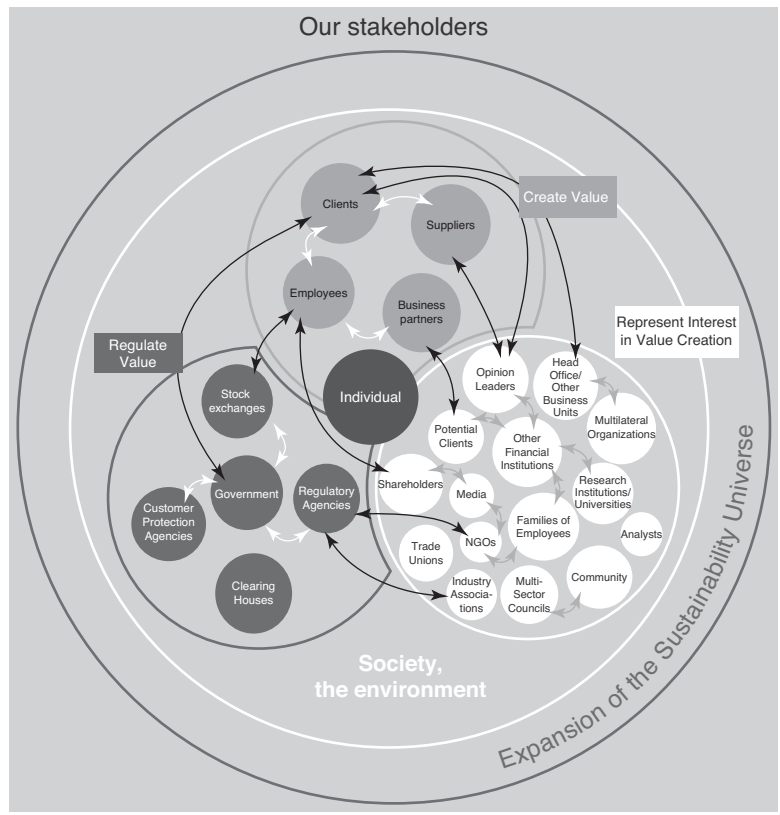 Our stakeholders
Clients
Suppliers
Create Value
Employees
Business
partners
Represent Interest
in Value Creation
Regulate
Value
Individual
Stock
exchanges
Government
Regulatory
Agencies
Customer
Protection
Agencies
Clearing
Houses
Opinion
Leaders
Head
Office/
Other
Business
Units
Potential
Clients
Other
Financial
Institutions
Multilateral
Organizations
Shareholders
Media
Research
Institutions/
Universities
Families of
Employees
Analysts
NGOs
Trade
Unions
Industry
Associa-
tions
Multi-
Sector
Councils
Community
Society,
the environment
Expansion of the Sustainability Universe